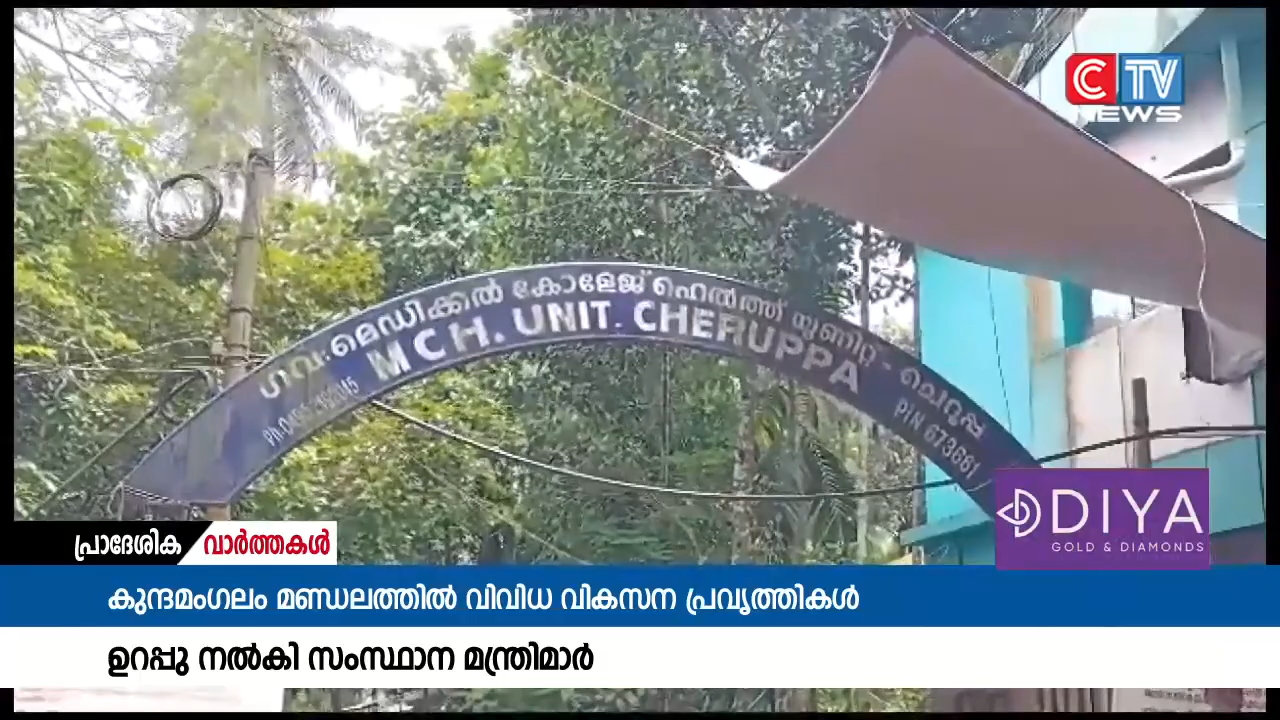 C TV
NEWS
ഗവ: മെഡിക്കൽ കോളേജ് ഹെൽത്ത് യൂണിറ്റ് - ചെറൂപ്പ
MCH. UNIT. CHERUPPA
PIN 673661
DIYA
GOLD & DIAMONDS
പ്രാദേശിക വാർത്തകൾ
കുന്ദമംഗലം മണ്ഡലത്തിൽ വിവിധ വികസന പ്രവൃത്തികൾ
ഉറപ്പു നൽകി സംസ്ഥാന മന്ത്രിമാർ